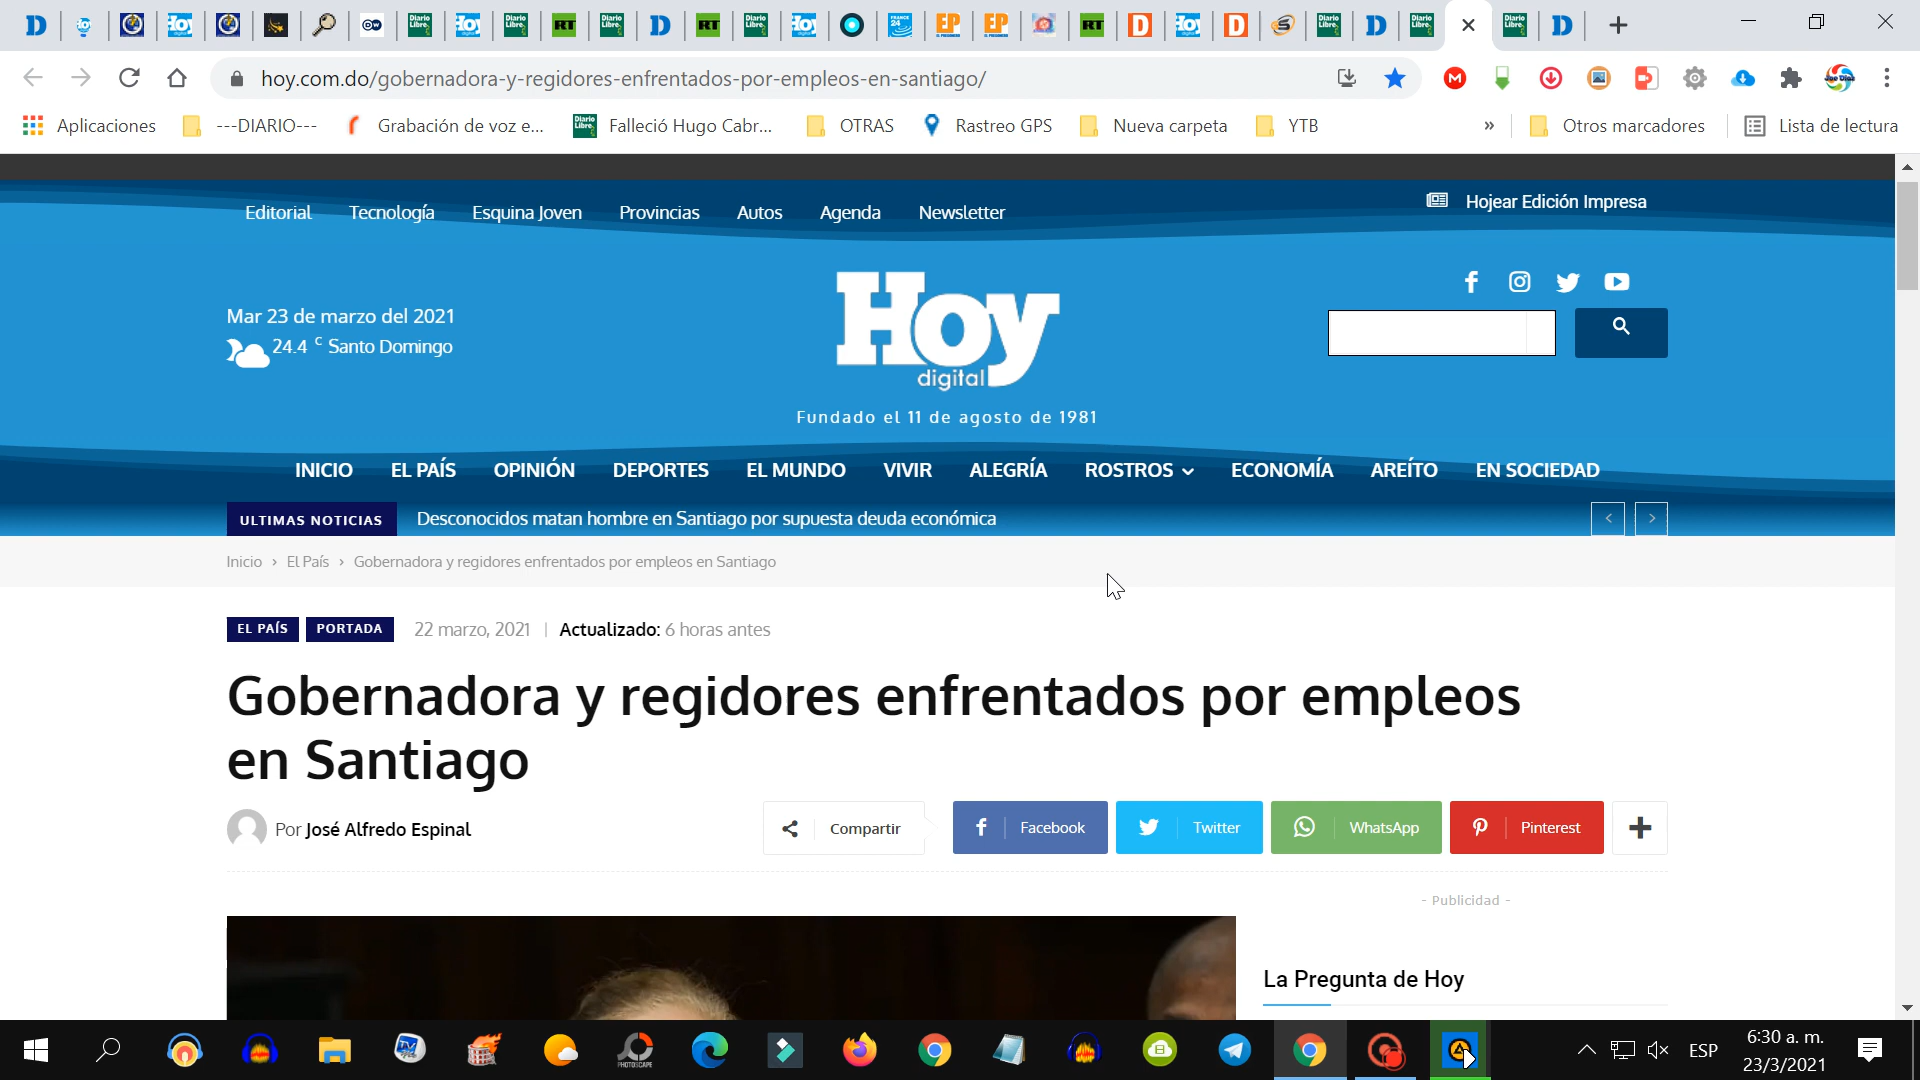 hoy.com.do/gobernadora-y-regidores-enfrentados-por-empleos-en-santiago/
Aplicaciones ---DIARIO--- Grabación de voz e... Falleció Hugo Cabr... OTRAS Rastreo GPS Nueva carpeta YTB » Otros marcadores Lista de lectura
Editorial Tecnología Esquina Joven Provincias Autos Agenda Newsletter
Hojear Edición Impresa
Mar 23 de marzo del 2021
24.4 C Santo Domingo
Hoy
digital
Fundado el 11 de agosto de 1981
INICIO EL PAÍS OPINIÓN DEPORTES EL MUNDO VIVIR ALEGRÍA ROSTROS ECONOMÍA AREÍTO EN SOCIEDAD
ULTIMAS NOTICIAS Desconocidos matan hombre en Santiago por supuesta deuda económica
Inicio › El País › Gobernadora y regidores enfrentados por empleos en Santiago
EL PAÍS PORTADA 22 marzo, 2021 | Actualizado: 6 horas antes
Gobernadora y regidores enfrentados por empleos
en Santiago
Por José Alfredo Espinal
Compartir Facebook Twitter WhatsApp Pinterest
- Publicidad -
La Pregunta de Hoy
ESP
6:30 a. m.
23/3/2021